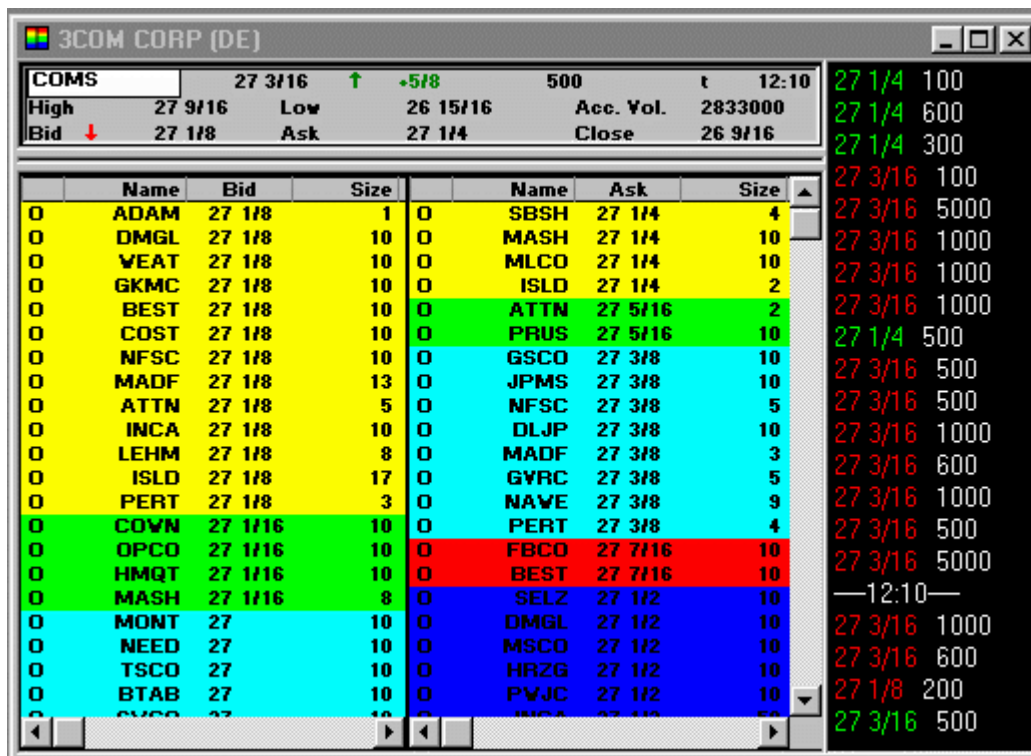 3COM CORP (DE)
COMS 27 3/16 ↑ +5/8 500 t 12:10
High 27 9/16 Low 26 15/16 Acc. Vol. 2833000
Bid ↓ 27 1/8 Ask 27 1/4 Close 26 9/16
Name Bid Size Name Ask Size
O ADAM 27 1/8 1 O SBSH 27 1/4 4
O DMGL 27 1/8 10 O MASH 27 1/4 10
O WEAT 27 1/8 10 O MLCO 27 1/4 10
O GKMC 27 1/8 10 O ISLD 27 1/4 2
O BEST 27 1/8 10 O ATTN 27 5/16 2
O COST 27 1/8 10 O PRUS 27 5/16 10
O NFSC 27 1/8 10 O GSCO 27 3/8 10
O MADF 27 1/8 13 O JPMS 27 3/8 10
O ATTN 27 1/8 5 O NFSC 27 3/8 5
O INCA 27 1/8 10 O DLJP 27 3/8 10
O LEHM 27 1/8 8 O MADF 27 3/8 3
O ISLD 27 1/8 17 O GVRC 27 3/8 5
O PERT 27 1/8 3 O NAWE 27 3/8 9
O COWN 27 1/16 10 O PERT 27 3/8 4
O OPCO 27 1/16 10 O FBCO 27 7/16 10
O HMQT 27 1/16 10 O BEST 27 7/16 10
O MASH 27 1/16 8 O SELZ 27 1/2 10
O MONT 27 10 O DMGL 27 1/2 10
O NEED 27 10 O MSCO 27 1/2 10
O TSCO 27 10 O HRZG 27 1/2 10
O BTAB 27 10 O PWJC 27 1/2 10
27 1/4 100
27 1/4 600
27 1/4 300
27 3/16 100
27 3/16 5000
27 3/16 1000
27 3/16 1000
27 3/16 1000
27 1/4 500
27 3/16 500
27 3/16 500
27 3/16 1000
27 3/16 600
27 3/16 1000
27 3/16 500
27 3/16 5000
—12:10—
27 3/16 1000
27 3/16 600
27 1/8 200
27 3/16 500